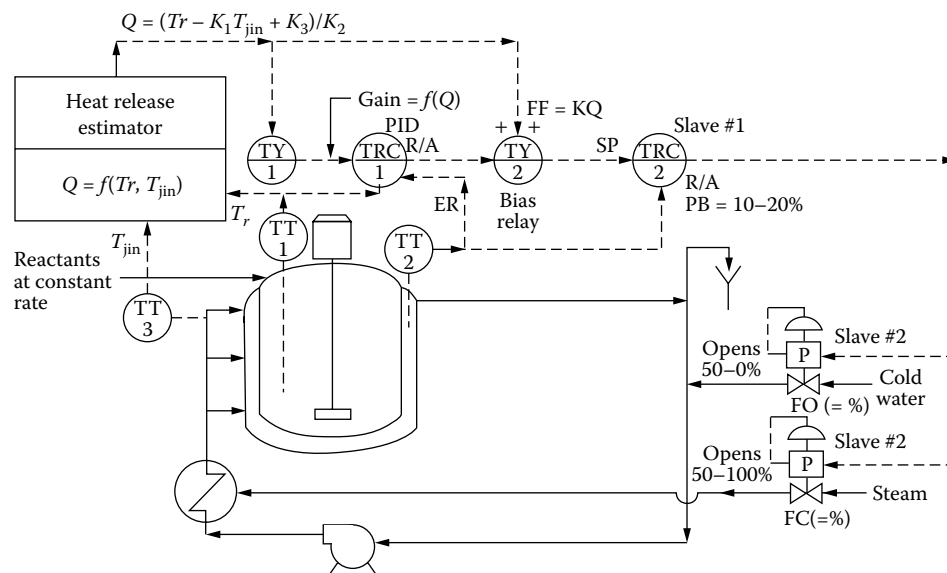 Q = (Tr – K₁Tjin + K₃)/K₂
Heat release
estimator
Q = f(Tr, Tjin)
Gain = f(Q)
FF = KQ
+ +
PID
R/A
TY
1
TRC
1
TY
2
Bias
relay
SP
Slave #1
TRC
2
R/A
PB = 10–20%
ER
Tr
Tjin
TT
1
TT
2
Reactants
at constant
rate
TT
3
Slave #2
P
Opens
50–0%
Cold
water
FO (= %)
Slave #2
P
Opens
50–100%
Steam
FC(=%)